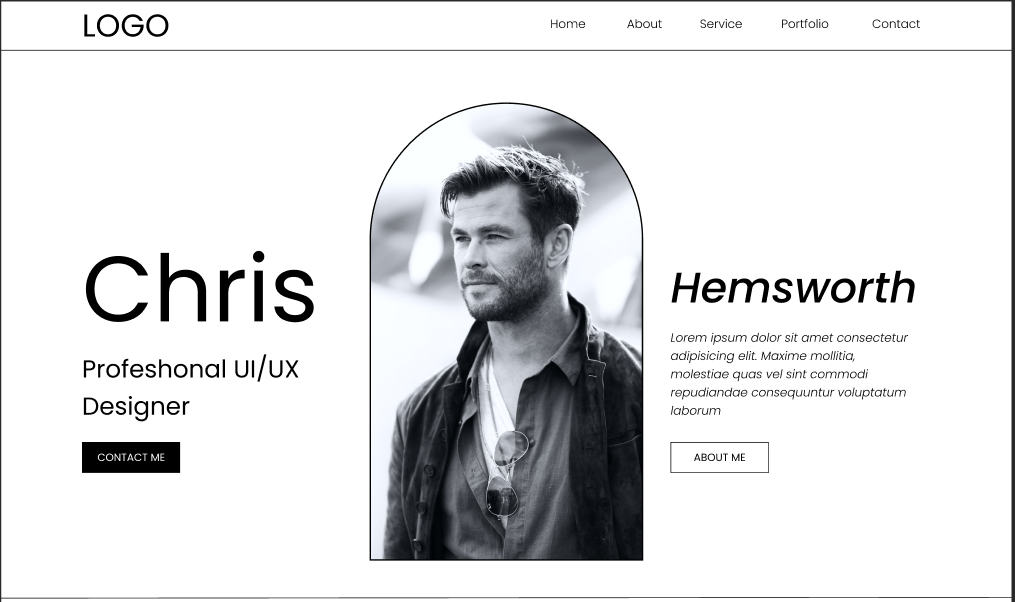 LOGO
Home About Service Portfolio Contact
Chris
Profeshonal UI/UX
Designer
CONTACT ME
Hemsworth
Lorem ipsum dolor sit amet consectetur
adipisicing elit. Maxime mollitia,
molestiae quas vel sint commodi
repudiandae consequuntur voluptatum
laborum
ABOUT ME